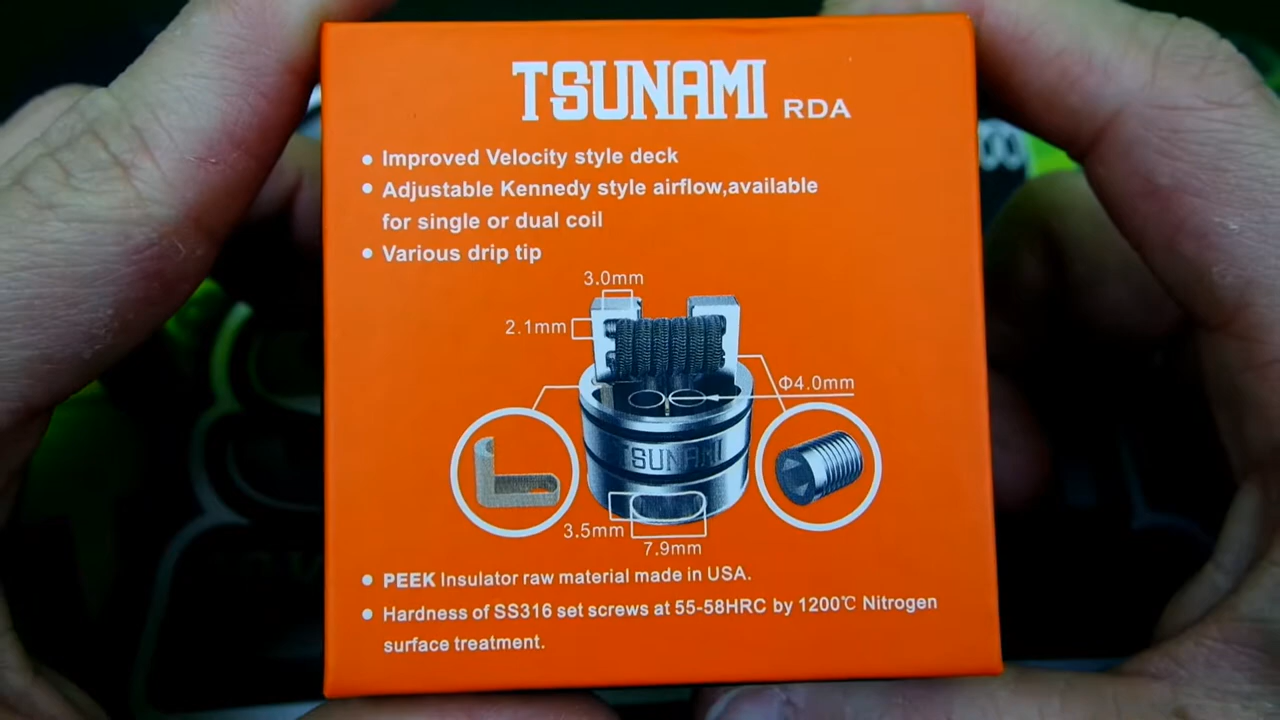 TSUNAMI RDA
• Improved Velocity style deck
• Adjustable Kennedy style airflow,available
for single or dual coil
• Various drip tip
3.0mm
2.1mm
Φ4.0mm
TSUNAMI
3.5mm
7.9mm
• PEEK Insulator raw material made in USA.
• Hardness of SS316 set screws at 55-58HRC by 1200℃ Nitrogen
surface treatment.